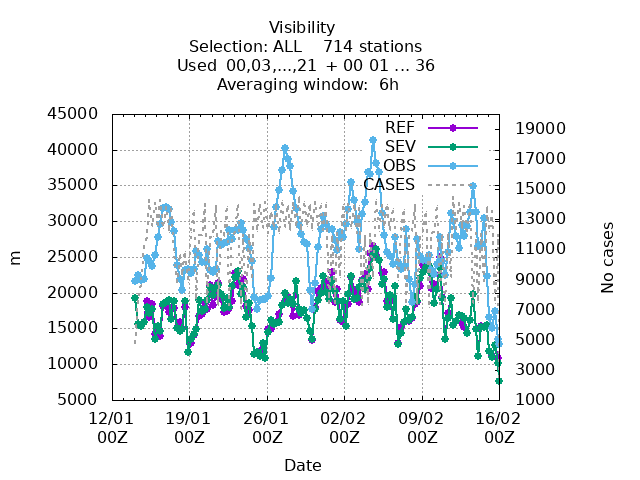 Visibility
Selection: ALL    714 stations
Used  00,03,...,21  + 00 01 ... 36
Averaging window:  6h
45000
40000
35000
30000
25000
20000
15000
10000
5000
m
19000
17000
15000
13000
11000
9000
7000
5000
3000
1000
No cases
REF
SEV
OBS
CASES
12/01 19/01 26/01 02/02 09/02 16/02
00Z 00Z 00Z 00Z 00Z 00Z
Date